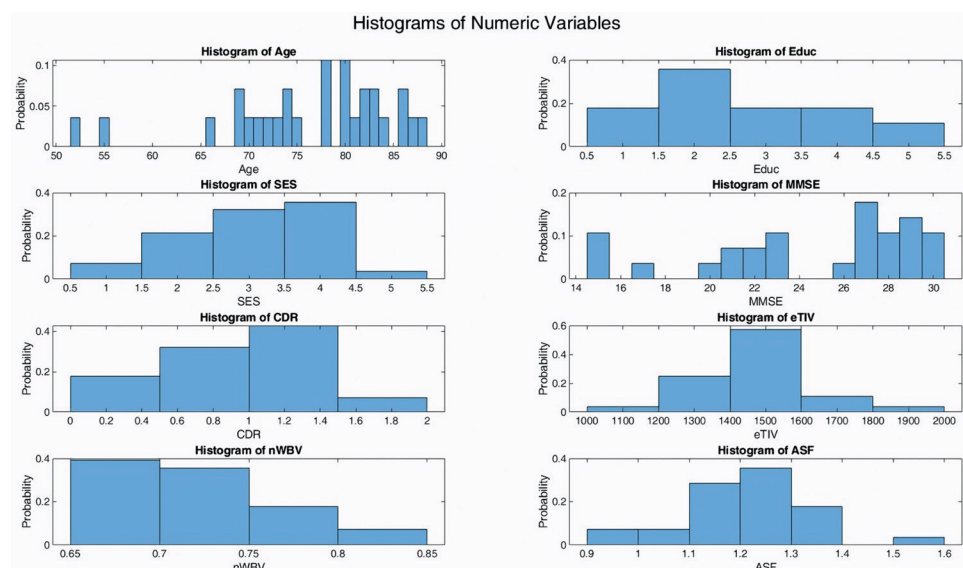 Histograms of Numeric Variables
Histogram of Age
Probability
0.1
0.05
0
50 55 60 65 70 75 80 85 90
Age
Histogram of Educ
Probability
0.4
0.2
0
0.5 1 1.5 2 2.5 3 3.5 4 4.5 5 5.5
Educ
Histogram of SES
Probability
0.4
0.2
0
0.5 1 1.5 2 2.5 3 3.5 4 4.5 5 5.5
SES
Histogram of MMSE
Probability
0.2
0.1
0
14 16 18 20 22 24 26 28 30
MMSE
Histogram of CDR
Probability
0.4
0.2
0
0 0.2 0.4 0.6 0.8 1 1.2 1.4 1.6 1.8 2
CDR
Histogram of eTIV
Probability
0.6
0.4
0.2
0
1000 1100 1200 1300 1400 1500 1600 1700 1800 1900 2000
eTIV
Histogram of nWBV
Probability
0.4
0.2
0
0.65 0.7 0.75 0.8 0.85
nWBV
Histogram of ASF
Probability
0.4
0.2
0
0.9 1 1.1 1.2 1.3 1.4 1.5 1.6
ASF